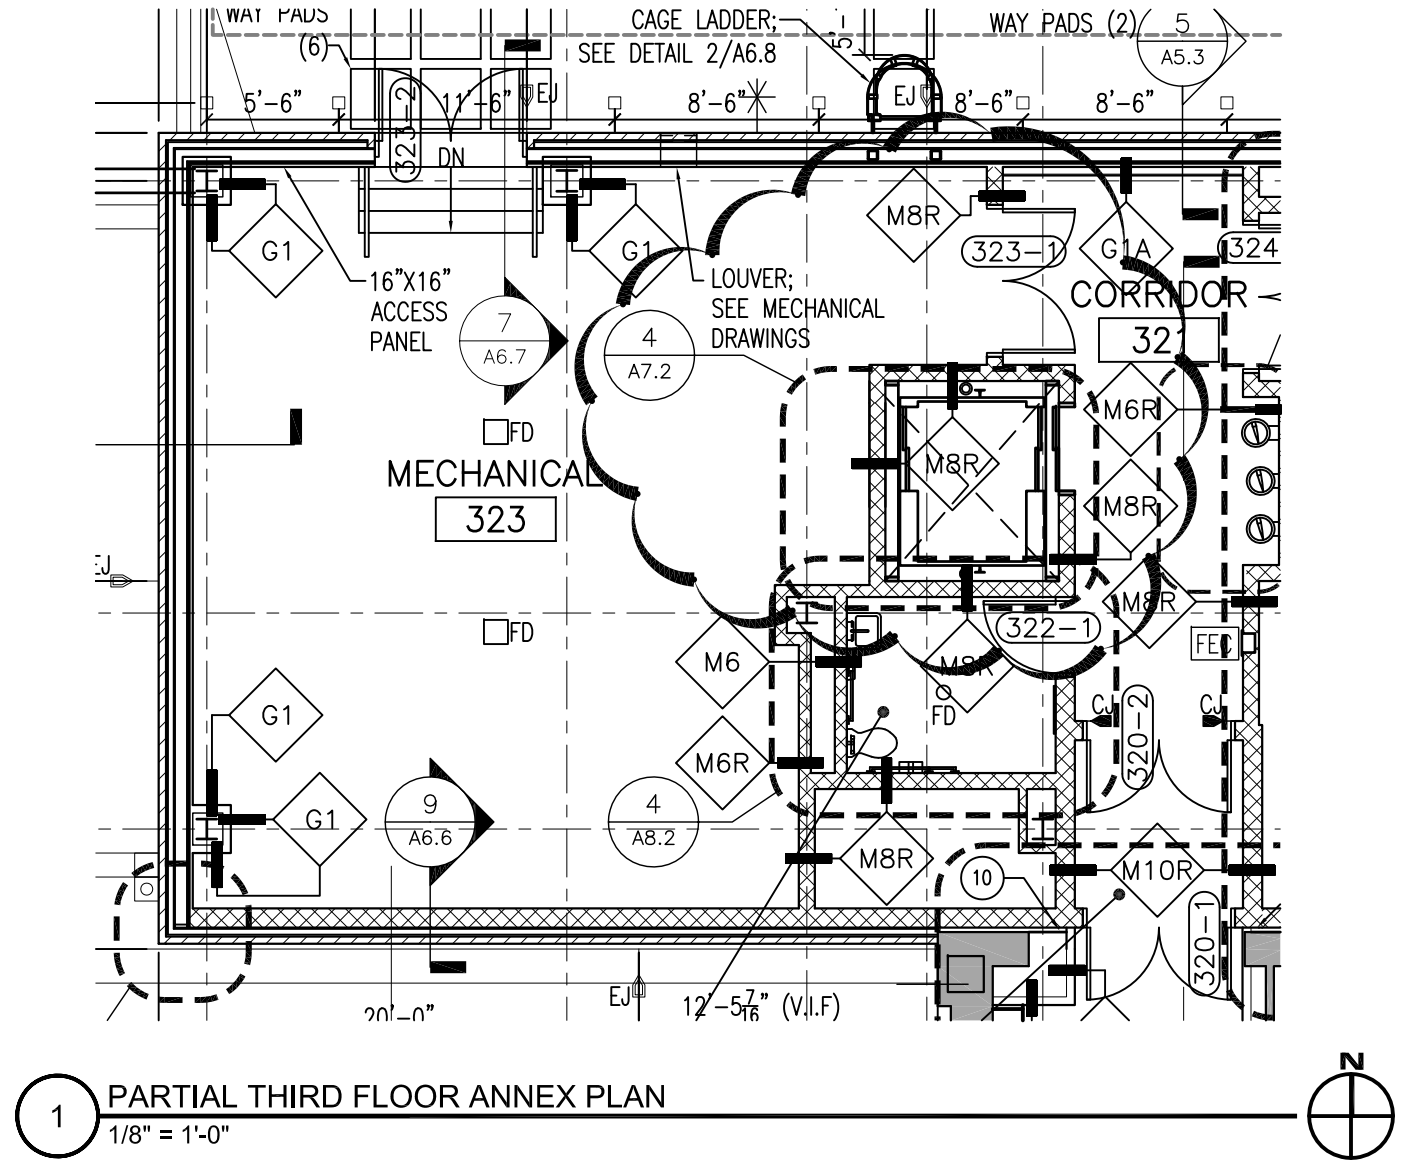 WAY PADS
(6)
CAGE LADDER;
SEE DETAIL 2/A6.8
5'-
WAY PADS (2)
5
A5.3
5'-6"
323-2
11'-6"
EJ
8'-6"
EJ
8'-6"
8'-6"
DN
M8R
G1
G1
323-1
G1A
324
16"X16"
ACCESS
PANEL
LOUVER;
SEE MECHANICAL
DRAWINGS
CORRIDOR
321
7
A6.7
4
A7.2
M6R
FD
M8R
MECHANICAL
323
M8R
EJ
M8R
FD
322-1
FEC
M6
M8R
G1
FD
CJ
320-2
CJ
M6R
9
A6.6
G1
4
A8.2
M8R
10
M10R
320-1
EJ
20'-0"
12'-5 7/16" (V.I.F)
1
PARTIAL THIRD FLOOR ANNEX PLAN
1/8" = 1'-0"
N